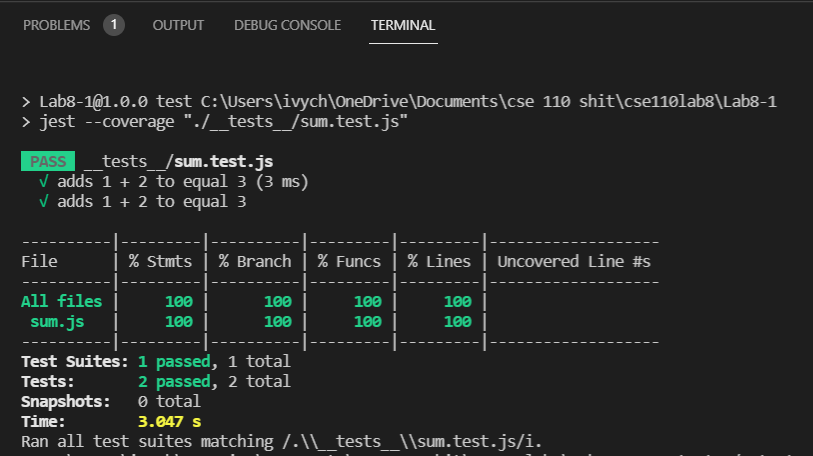 PROBLEMS 1 OUTPUT DEBUG CONSOLE TERMINAL
> Lab8-1@1.0.0 test C:\Users\ivych\OneDrive\Documents\cse 110 shit\cse110lab8\Lab8-1
> jest --coverage "./__tests__/sum.test.js"
PASS __tests__/sum.test.js
√ adds 1 + 2 to equal 3 (3 ms)
√ adds 1 + 2 to equal 3
----------|---------|----------|---------|---------|-------------------
File      | % Stmts | % Branch | % Funcs | % Lines | Uncovered Line #s
----------|---------|----------|---------|---------|-------------------
All files |     100 |      100 |     100 |     100 |
 sum.js   |     100 |      100 |     100 |     100 |
----------|---------|----------|---------|---------|-------------------
Test Suites: 1 passed, 1 total
Tests:       2 passed, 2 total
Snapshots:   0 total
Time:        3.047 s
Ran all test suites matching /.\\__tests__\\sum.test.js/i.